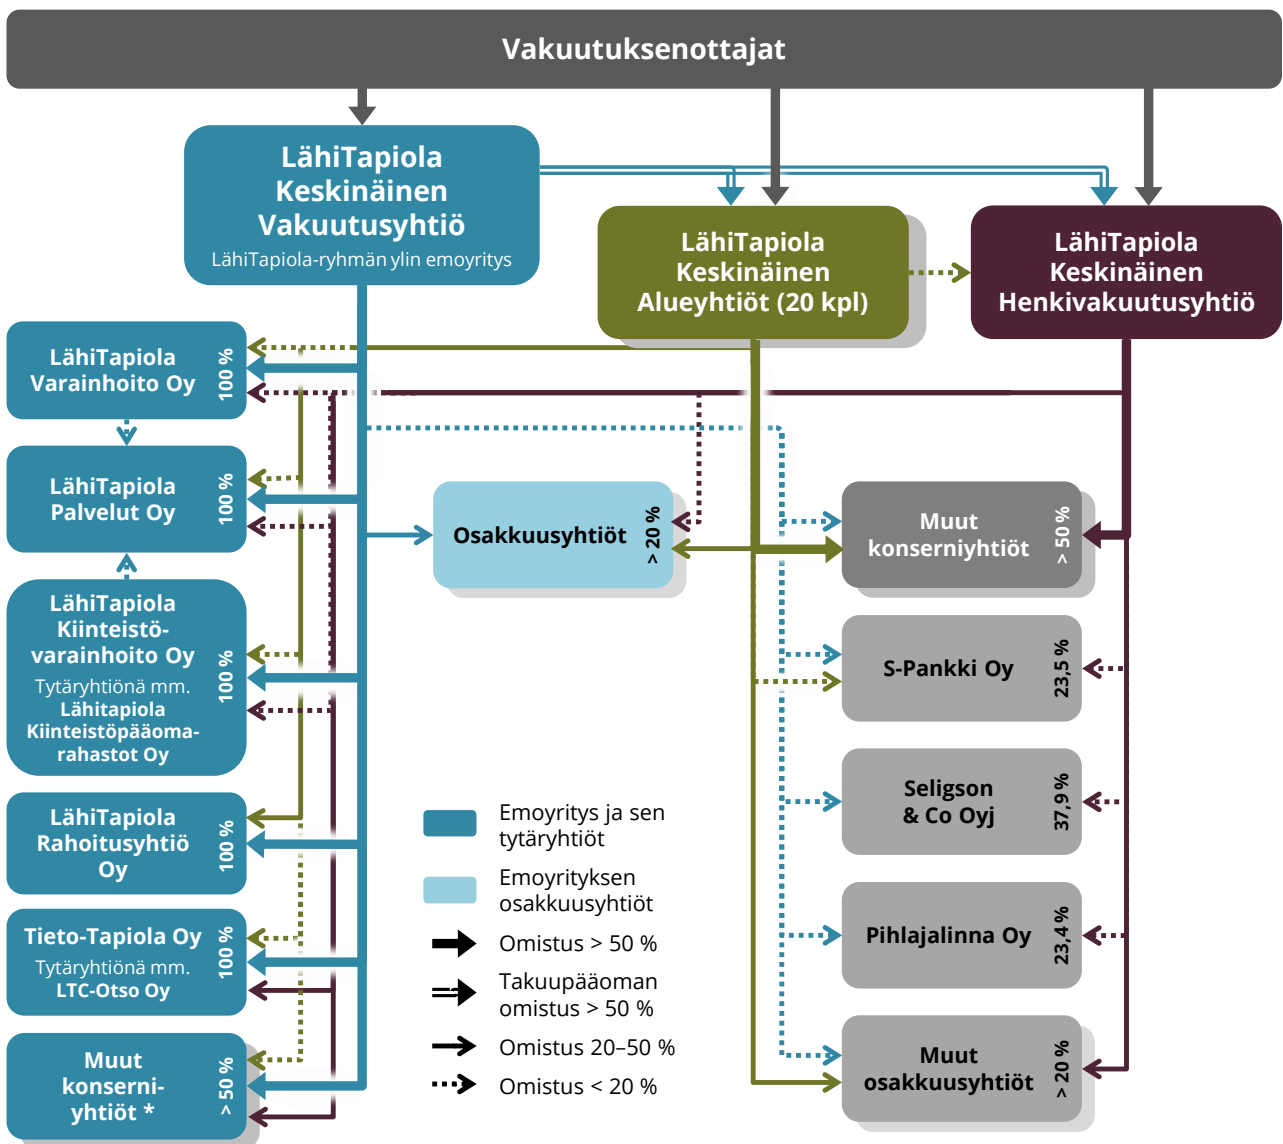 Vakuutuksenottajat
LähiTapiola
Keskinäinen
Vakuutusyhtiö
LähiTapiola-ryhmän ylin emoyritys
LähiTapiola
Keskinäinen
Alueyhtiöt (20 kpl)
LähiTapiola
Keskinäinen
Henkivakuutusyhtiö
LähiTapiola
Varainhoito Oy
100 %
LähiTapiola
Palvelut Oy
100 %
LähiTapiola
Kiinteistö-
varainhoito Oy
Tytäryhtiönä mm.
Lähitapiola
Kiinteistöpääoma-
rahastot Oy
100 %
LähiTapiola
Rahoitusyhtiö
Oy
100 %
Tieto-Tapiola Oy
Tytäryhtiönä mm.
LTC-Otso Oy
100 %
Muut
konserni-
yhtiöt *
> 50 %
Osakkuusyhtiöt
> 20 %
Muut
konserniyhtiöt
> 50 %
S-Pankki Oy
23,5 %
Seligson
& Co Oyj
37,9 %
Pihlajalinna Oy
23,4 %
Muut
osakkuusyhtiöt
> 20 %
Emoyritys ja sen
tytäryhtiöt
Emoyrityksen
osakkuusyhtiöt
Omistus > 50 %
Takuupääoman
omistus > 50 %
Omistus 20–50 %
Omistus < 20 %